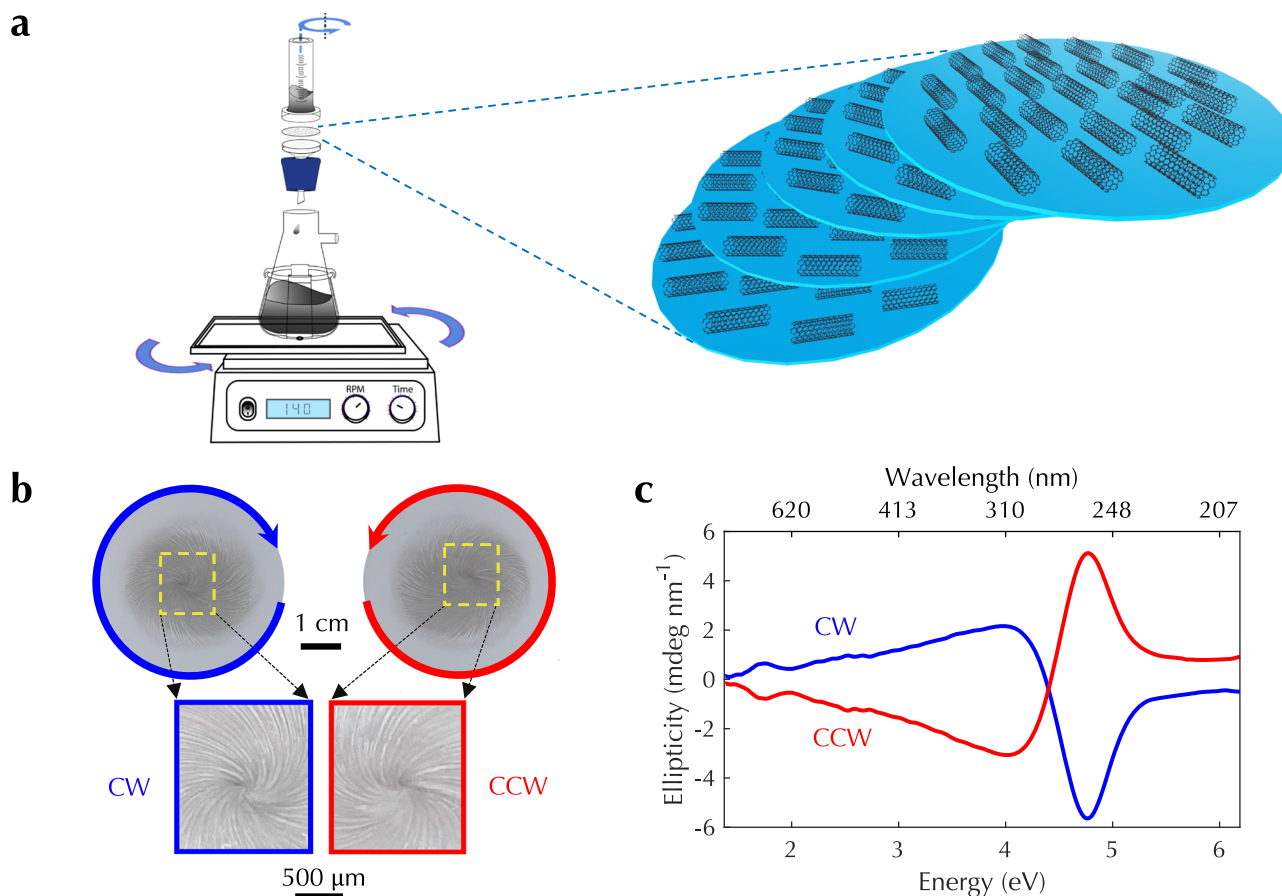 a
RPM
Time
140
b
1 cm
CW
CCW
500 μm
c
Wavelength (nm)
620 413 310 248 207
6
4
2
0
-2
-4
-6
Ellipticity (mdeg nm⁻¹)
CW
CCW
2 3 4 5 6
Energy (eV)